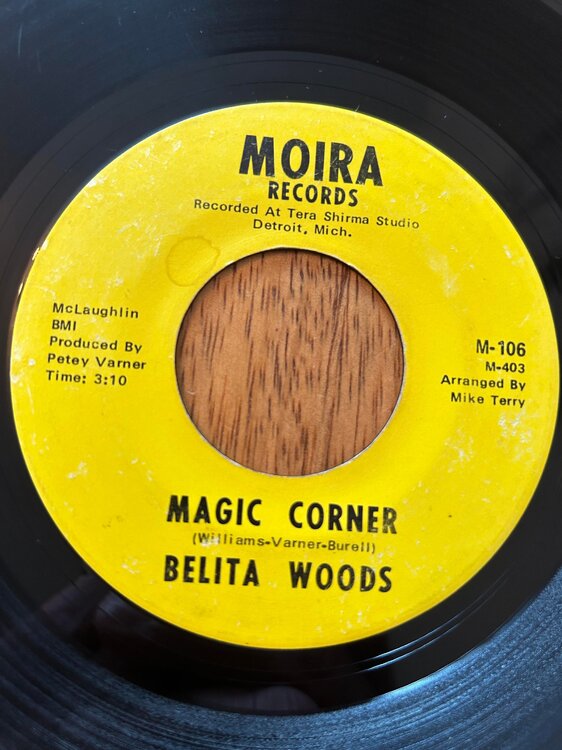 MOIRA
RECORDS
Recorded At Tera Shirma Studio
Detroit, Mich.
McLaughlin
BMI
Produced By
Petey Varner
Time: 3:10
M-106
M-403
Arranged By
Mike Terry
MAGIC CORNER
(Williams-Varner-Burell)
BELITA WOODS